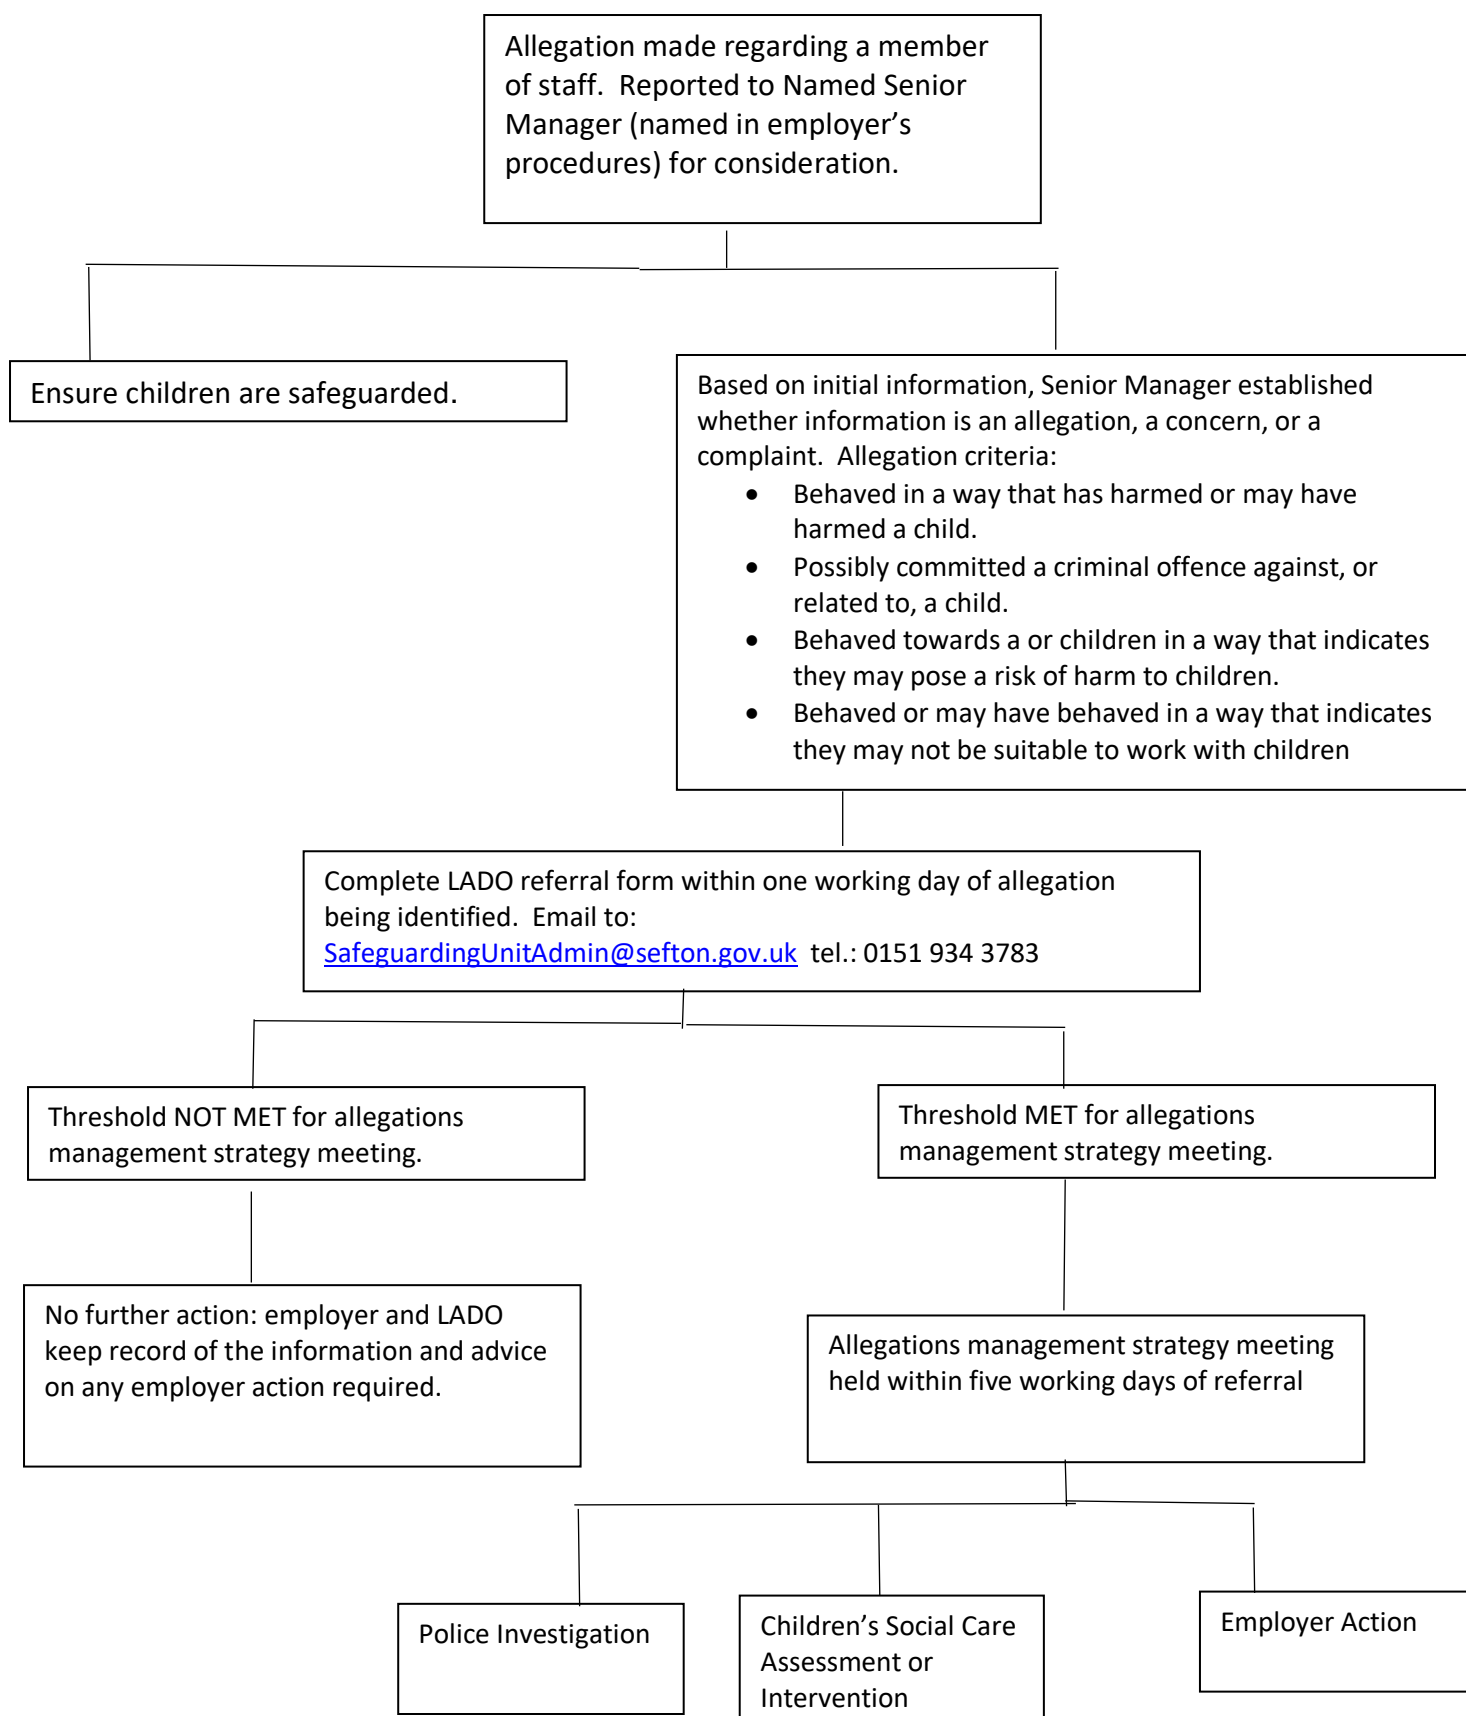 Allegation made regarding a member
of staff.  Reported to Named Senior
Manager (named in employer’s
procedures) for consideration.
Ensure children are safeguarded.
Based on initial information, Senior Manager established
whether information is an allegation, a concern, or a
complaint.  Allegation criteria:
• Behaved in a way that has harmed or may have
harmed a child.
• Possibly committed a criminal offence against, or
related to, a child.
• Behaved towards a or children in a way that indicates
they may pose a risk of harm to children.
• Behaved or may have behaved in a way that indicates
they may not be suitable to work with children
Complete LADO referral form within one working day of allegation
being identified.  Email to:
SafeguardingUnitAdmin@sefton.gov.uk  tel.: 0151 934 3783
Threshold NOT MET for allegations
management strategy meeting.
Threshold MET for allegations
management strategy meeting.
No further action: employer and LADO
keep record of the information and advice
on any employer action required.
Allegations management strategy meeting
held within five working days of referral
Police Investigation
Children’s Social Care
Assessment or
Intervention
Employer Action